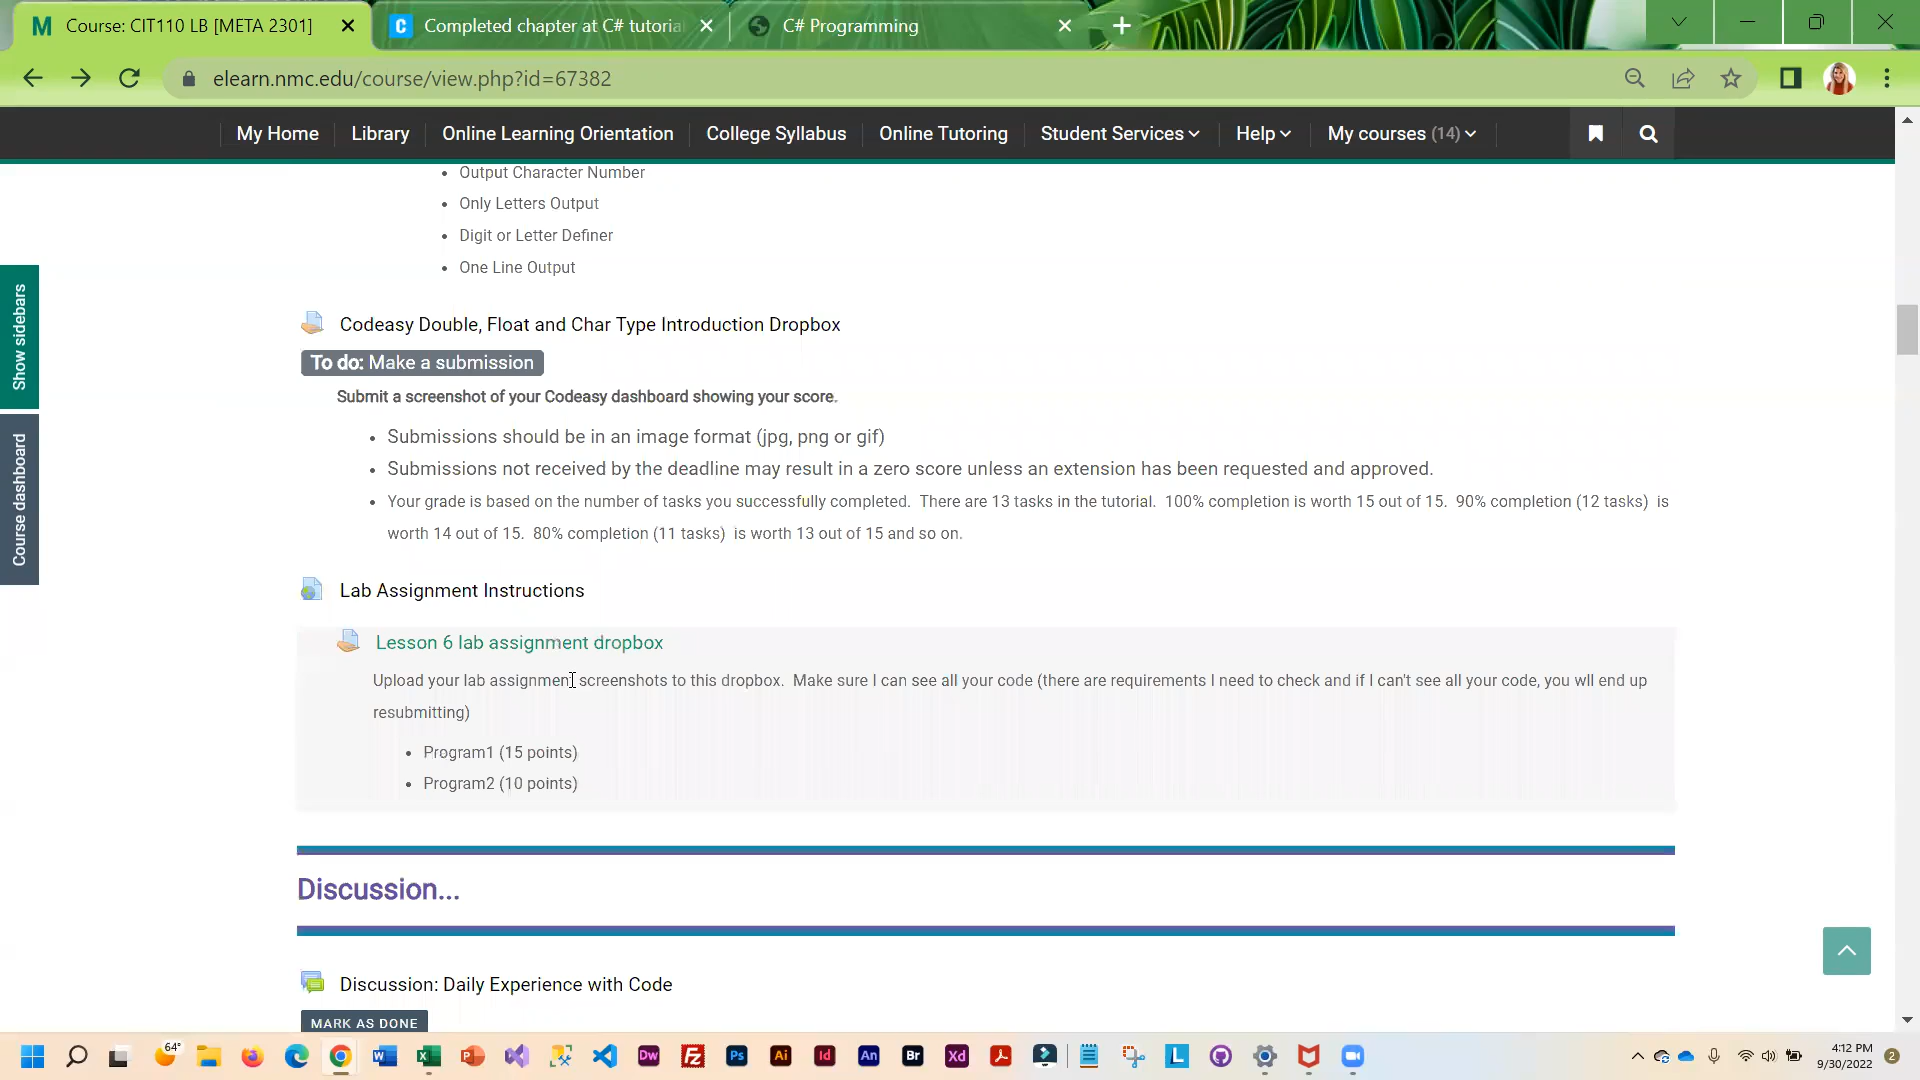 Course: CIT110 LB [META 2301]
Completed chapter at C# tutoria
C# Programming
elearn.nmc.edu/course/view.php?id=67382
My Home
Library
Online Learning Orientation
College Syllabus
Online Tutoring
Student Services
Help
My courses (14)
Output Character Number
Only Letters Output
Digit or Letter Definer
One Line Output
Show sidebars
Course dashboard
Codeasy Double, Float and Char Type Introduction Dropbox
To do: Make a submission
Submit a screenshot of your Codeasy dashboard showing your score.
Submissions should be in an image format (jpg, png or gif)
Submissions not received by the deadline may result in a zero score unless an extension has been requested and approved.
Your grade is based on the number of tasks you successfully completed. There are 13 tasks in the tutorial. 100% completion is worth 15 out of 15. 90% completion (12 tasks) is
worth 14 out of 15. 80% completion (11 tasks) is worth 13 out of 15 and so on.
Lab Assignment Instructions
Lesson 6 lab assignment dropbox
Upload your lab assignment screenshots to this dropbox. Make sure I can see all your code (there are requirements I need to check and if I can't see all your code, you wll end up
resubmitting)
Program1 (15 points)
Program2 (10 points)
Discussion...
Discussion: Daily Experience with Code
MARK AS DONE
64°
Dw
Ps
Ai
Id
An
Br
Xd
L
4:12 PM
9/30/2022
2